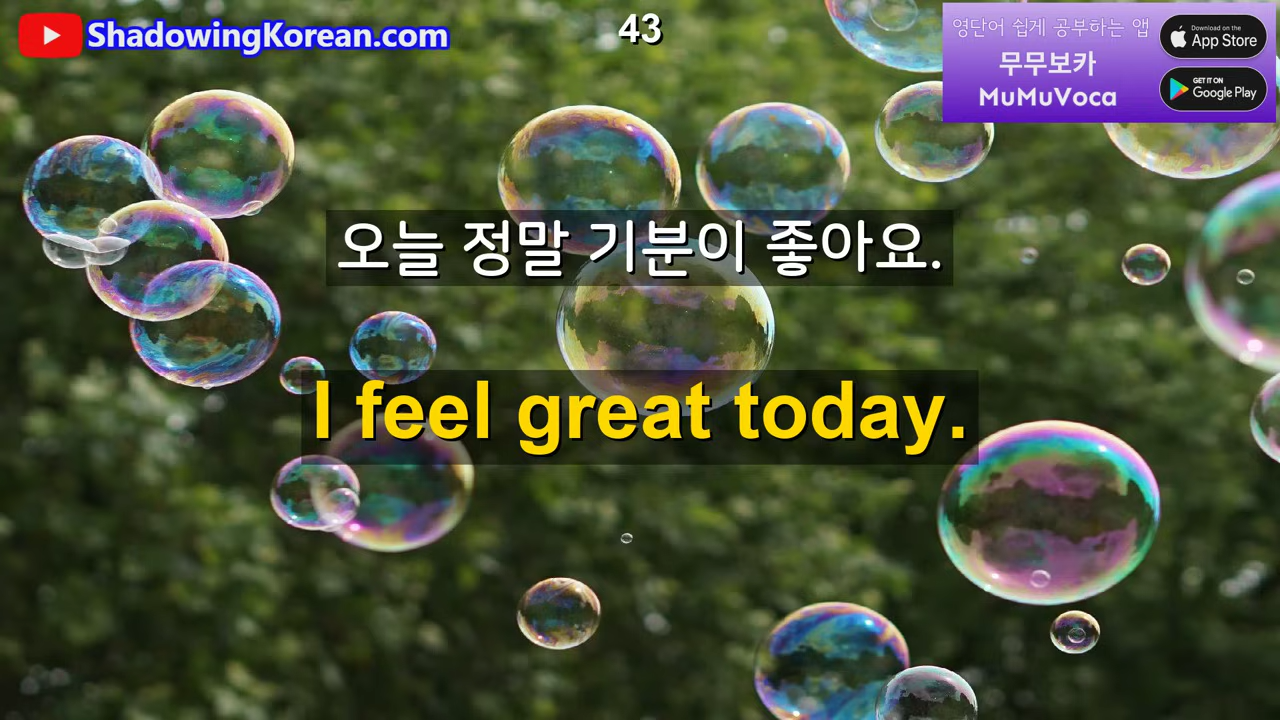 ShadowingKorean.com
43
영단어 쉽게 공부하는 앱
무무보카
MuMuVoca
Download on the
App Store
GET IT ON
Google Play
오늘 정말 기분이 좋아요.
I feel great today.